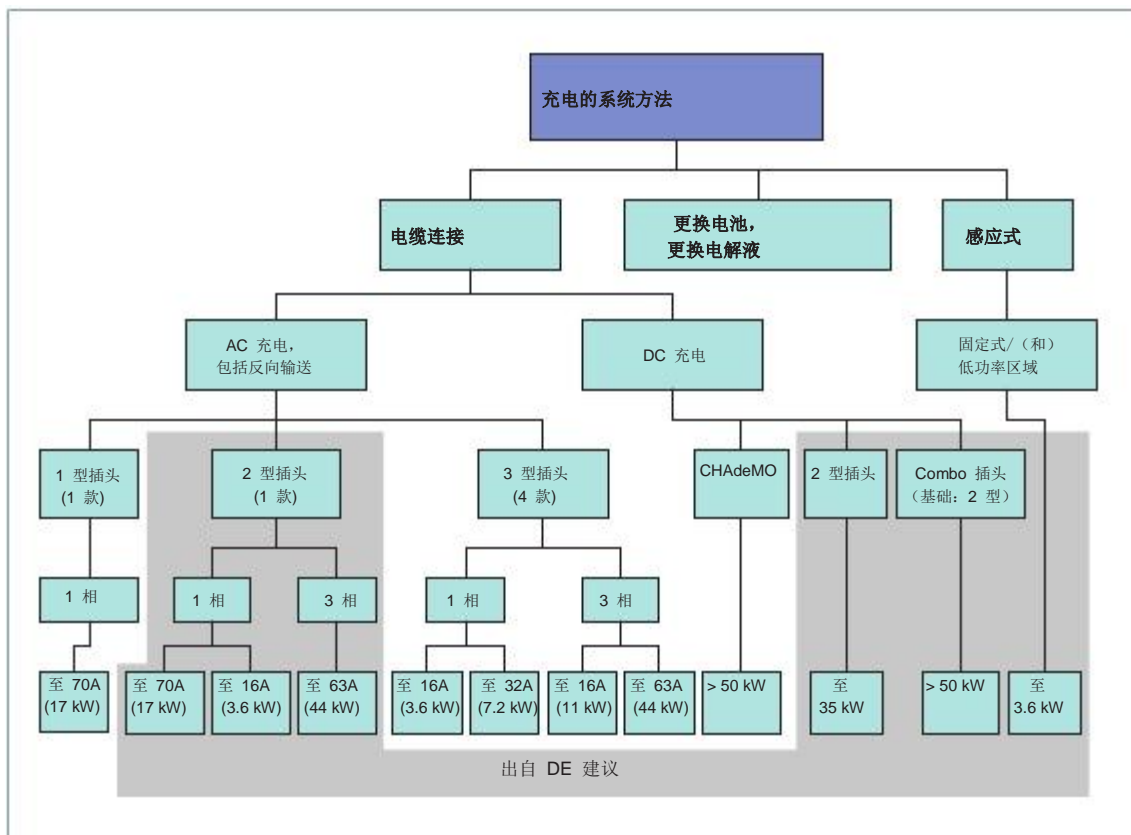 充电的系统方法
电缆连接
更换电池，
更换电解液
感应式
AC 充电，
包括反向输送
DC 充电
固定式/（和）
低功率区域
1 型插头
(1 款)
2 型插头
(1 款)
3 型插头
(4 款)
CHAdeMO
2 型插头
Combo 插头
（基础：2 型）
1 相
1 相
3 相
1 相
3 相
至 70A
(17 kW)
至 70A
(17 kW)
至 16A
(3.6 kW)
至 63A
(44 kW)
至 16A
(3.6 kW)
至 32A
(7.2 kW)
至 16A
(11 kW)
至 63A
(44 kW)
> 50 kW
至
35 kW
> 50 kW
至
3.6 kW
出自 DE 建议